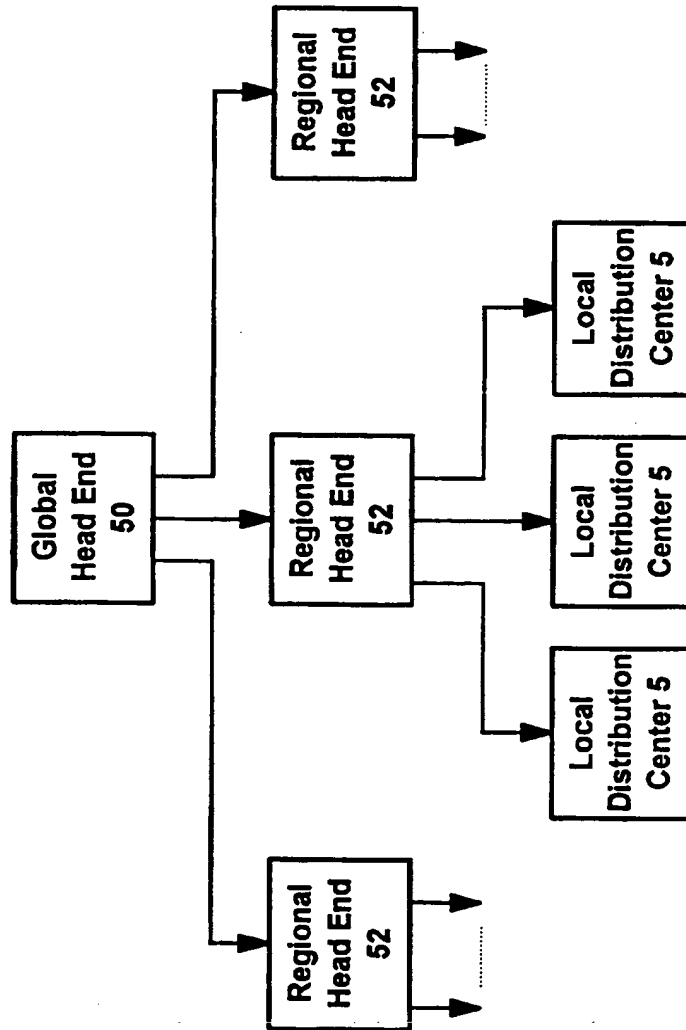 Global
Head End
50
Regional
Head End
52
Regional
Head End
52
Regional
Head End
52
Local
Distribution
Center 5
Local
Distribution
Center 5
Local
Distribution
Center 5